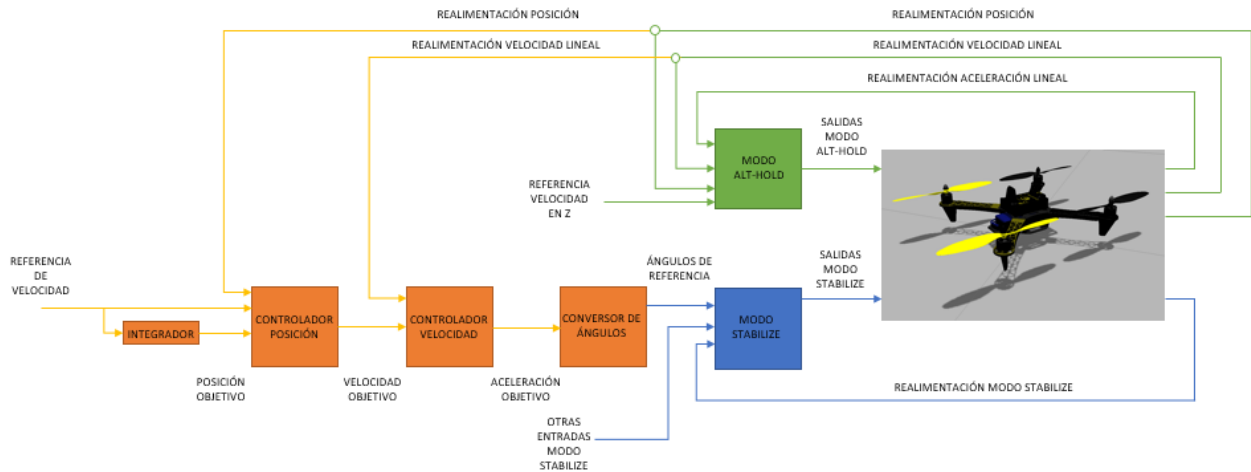 REALIMENTACIÓN POSICIÓN
REALIMENTACIÓN POSICIÓN
REALIMENTACIÓN VELOCIDAD LINEAL
REALIMENTACIÓN VELOCIDAD LINEAL
REALIMENTACIÓN ACELERACIÓN LINEAL
SALIDAS
MODO
ALT-HOLD
MODO
ALT-HOLD
REFERENCIA
VELOCIDAD
EN Z
REFERENCIA
DE
VELOCIDAD
ÁNGULOS DE
REFERENCIA
SALIDAS
MODO
STABILIZE
INTEGRADOR
CONTROLADOR
POSICIÓN
CONTROLADOR
VELOCIDAD
CONVERSOR DE
ÁNGULOS
MODO
STABILIZE
POSICIÓN
OBJETIVO
VELOCIDAD
OBJETIVO
ACELERACIÓN
OBJETIVO
REALIMENTACIÓN MODO STABILIZE
OTRAS
ENTRADAS
MODO
STABILIZE